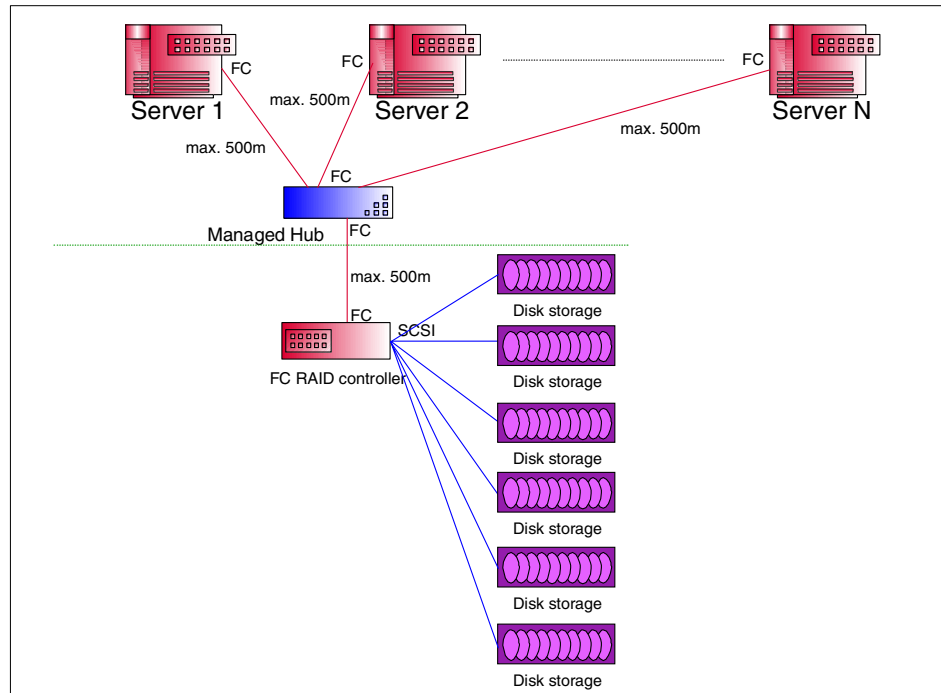 FC
FC
FC
Server 1
Server 2
Server N
max. 500m
max. 500m
max. 500m
FC
Managed Hub
FC
max. 500m
FC
SCSI
FC RAID controller
Disk storage
Disk storage
Disk storage
Disk storage
Disk storage
Disk storage